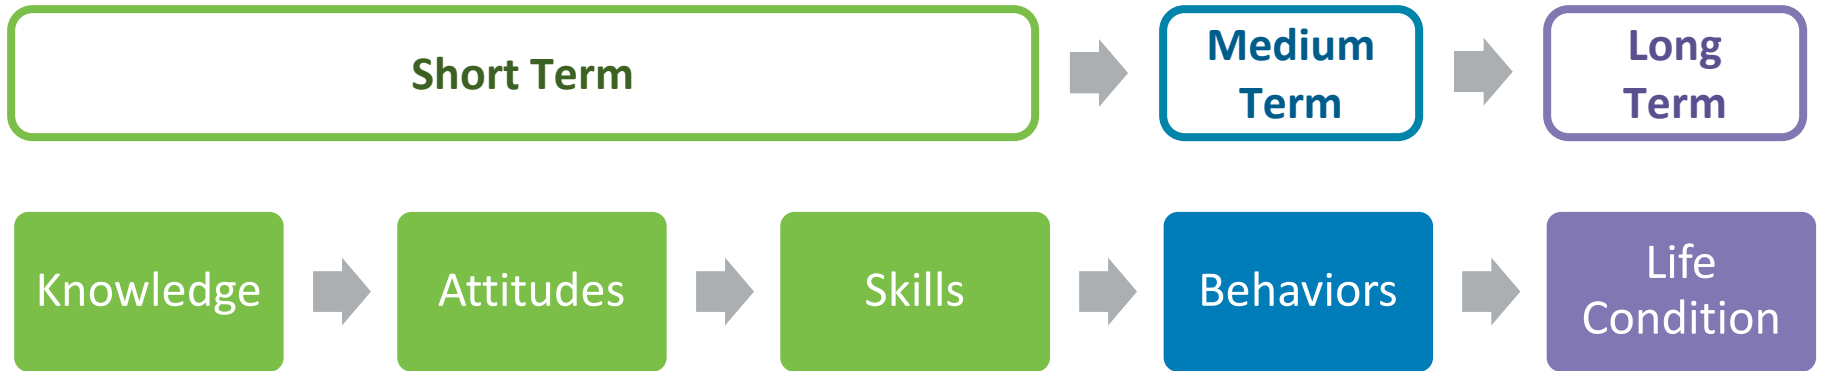 Short Term
Medium
Term
Long
Term
Knowledge
Attitudes
Skills
Behaviors
Life
Condition